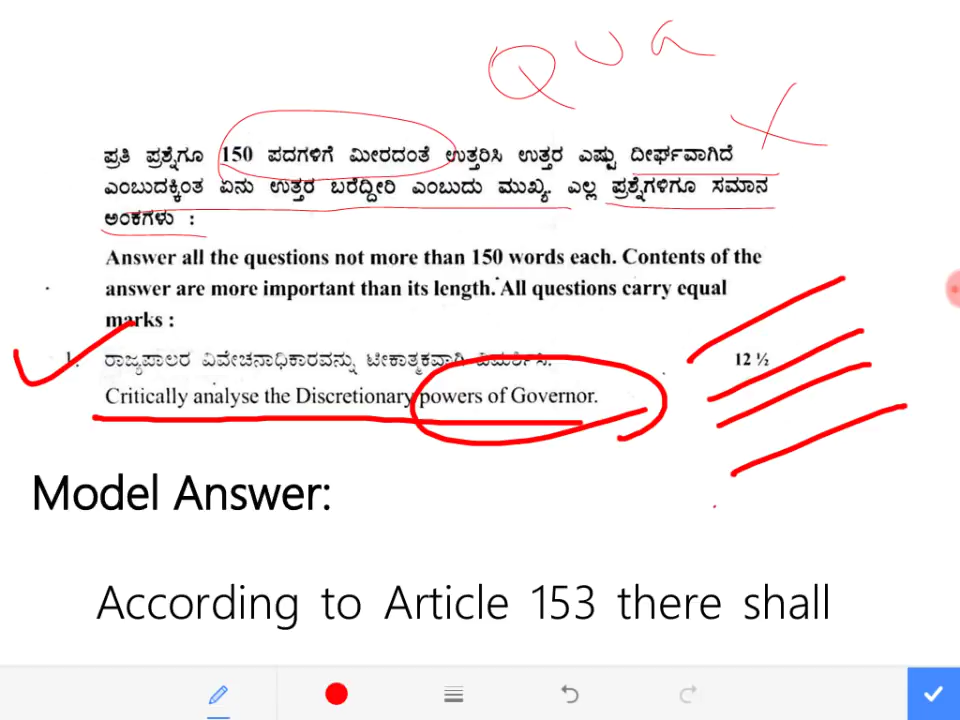 Qua
ಪ್ರತಿ ಪ್ರಶ್ನೆಗೂ 150 ಪದಗಳಿಗೆ ಮೀರದಂತೆ ಉತ್ತರಿಸಿ ಉತ್ತರ ಎಷ್ಟು ದೀರ್ಘವಾಗಿದೆ
ಎಂಬುದಕ್ಕಿಂತ ಏನು ಉತ್ತರ ಬರೆದ್ದೀರಿ ಎಂಬುದು ಮುಖ್ಯ. ಎಲ್ಲ ಪ್ರಶ್ನೆಗಳಿಗೂ ಸಮಾನ
ಅಂಕಗಳು :
Answer all the questions not more than 150 words each. Contents of the
answer are more important than its length. All questions carry equal
marks :
1. ರಾಜ್ಯಪಾಲರ ವಿವೇಚನಾಧಿಕಾರವನ್ನು ಟೀಕಾತ್ಮಕವಾಗಿ ವಿಮರ್ಶಿಸಿ. 12 ½
Critically analyse the Discretionary powers of Governor.
Model Answer:
According to Article 153 there shall